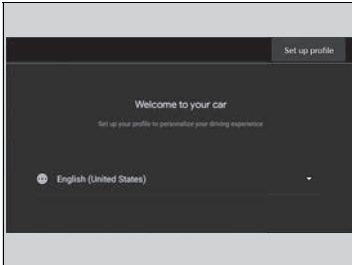 Set up profile
Welcome to your car
Set up your profile to personalize your driving experience
English (United States)